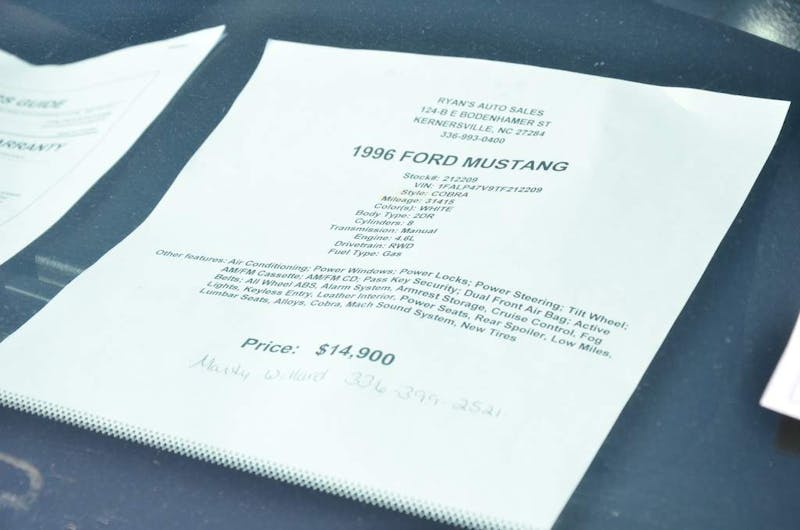 S GUIDE
ARRANTY
RYAN'S AUTO SALES
124-B E BODENHAMER ST
KERNERSVILLE, NC 27284
336-993-0400
1996 FORD MUSTANG
Stock#: 212209
VIN: 1FALP47V9TF212209
Style: COBRA
Mileage: 31415
Color(s): WHITE
Body Type: 2DR
Cylinders: 8
Transmission: Manual
Engine: 4.6L
Drivetrain: RWD
Fuel Type: Gas
Other features: Air Conditioning; Power Windows; Power Locks; Power Steering; Tilt Wheel;
AM/FM Cassette; AM/FM CD; Pass Key Security; Dual Front Air Bag; Active
Belts; All Wheel ABS, Alarm System, Armrest Storage, Cruise Control, Fog
Lights, Keyless Entry, Leather Interior, Power Seats, Rear Spoiler, Low Miles,
Lumbar Seats, Alloys, Cobra, Mach Sound System, New Tires
Price: $14,900
Marty Willard 336-399-2521